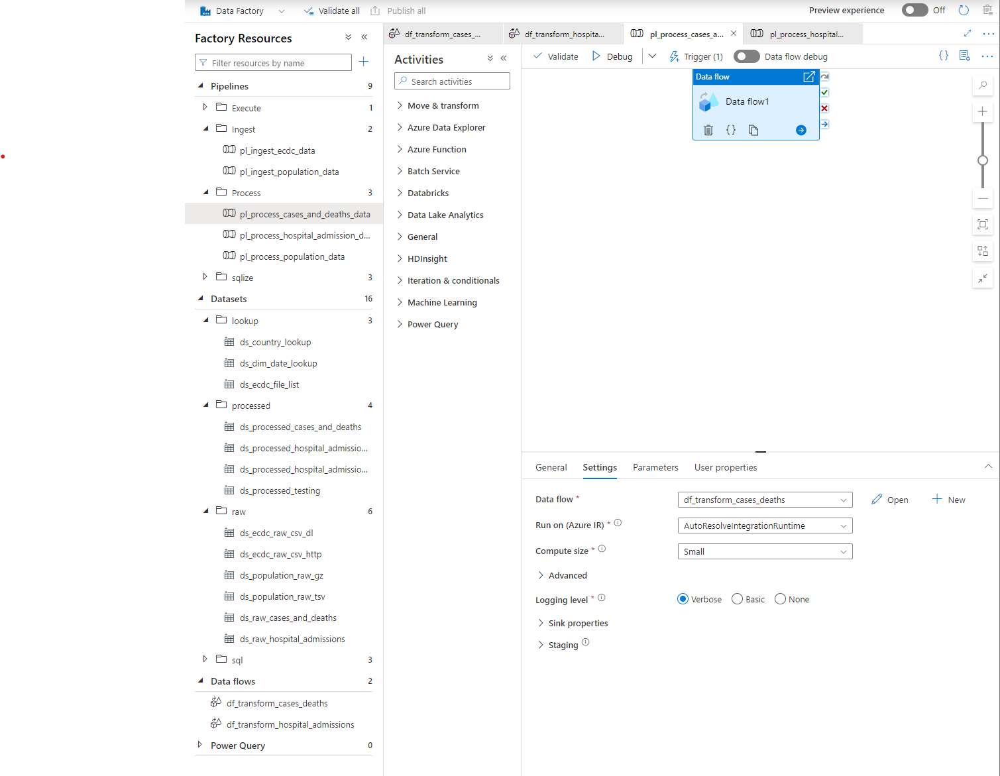 Data Factory
Validate all
Publish all
Preview experience
Off
Factory Resources
Filter resources by name
Pipelines 9
Execute 1
Ingest 2
pl_ingest_ecdc_data
pl_ingest_population_data
Process 3
pl_process_cases_and_deaths_data
pl_process_hospital_admission_d...
pl_process_population_data
sqlize 3
Datasets 16
lookup 3
ds_country_lookup
ds_dim_date_lookup
ds_ecdc_file_list
processed 4
ds_processed_cases_and_deaths
ds_processed_hospital_admissio...
ds_processed_hospital_admissio...
ds_processed_testing
raw 6
ds_ecdc_raw_csv_dl
ds_ecdc_raw_csv_http
ds_population_raw_gz
ds_population_raw_tsv
ds_raw_cases_and_deaths
ds_raw_hospital_admissions
sql 3
Data flows 2
df_transform_cases_deaths
df_transform_hospital_admissions
Power Query 0
df_transform_cases_...
df_transform_hospita...
pl_process_cases_a...
pl_process_hospital...
Activities
Search activities
Move & transform
Azure Data Explorer
Azure Function
Batch Service
Databricks
Data Lake Analytics
General
HDInsight
Iteration & conditionals
Machine Learning
Power Query
Validate
Debug
Trigger (1)
Data flow debug
Data flow
Data flow1
General
Settings
Parameters
User properties
Data flow *
df_transform_cases_deaths
Open
New
Run on (Azure IR) *
AutoResolveIntegrationRuntime
Compute size *
Small
Advanced
Logging level *
Verbose
Basic
None
Sink properties
Staging